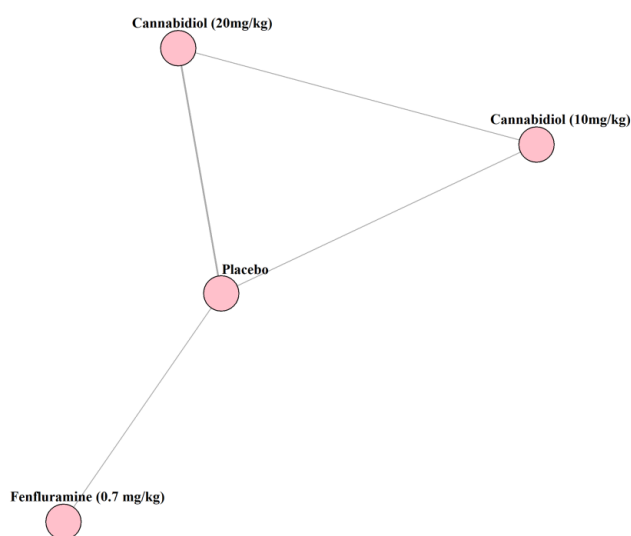 Cannabidiol (20mg/kg)
Cannabidiol (10mg/kg)
Placebo
Fenfluramine (0.7 mg/kg)